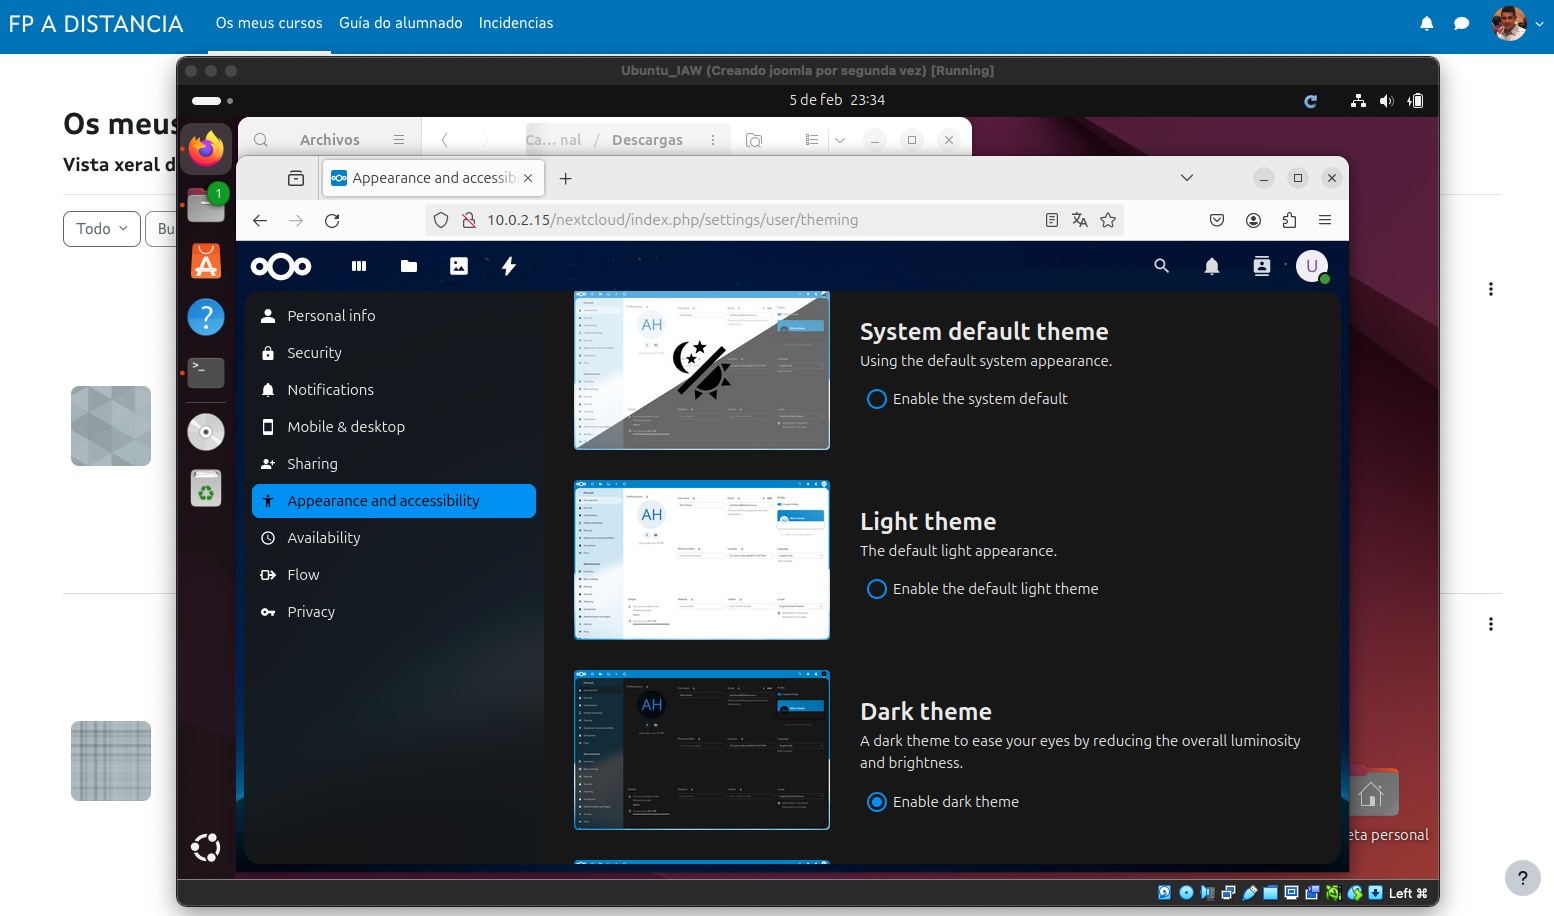 FP A DISTANCIA
Os meus cursos
Guía do alumnado
Incidencias
Os meus
Vista xeral d
Todo
Bu
Ubuntu_IAW (Creando joomla por segunda vez) [Running]
5 de feb 23:34
Archivos
Ca... nal / Descargas
1
Appearance and accessib
10.0.2.15/nextcloud/index.php/settings/user/theming
U
Personal info
Security
Notifications
Mobile & desktop
Sharing
Appearance and accessibility
Availability
Flow
Privacy
AH
System default theme
Using the default system appearance.
Enable the system default
AH
Light theme
The default light appearance.
Enable the default light theme
AH
Dark theme
A dark theme to ease your eyes by reducing the overall luminosity
and brightness.
Enable dark theme
eta personal
?
Left ⌘